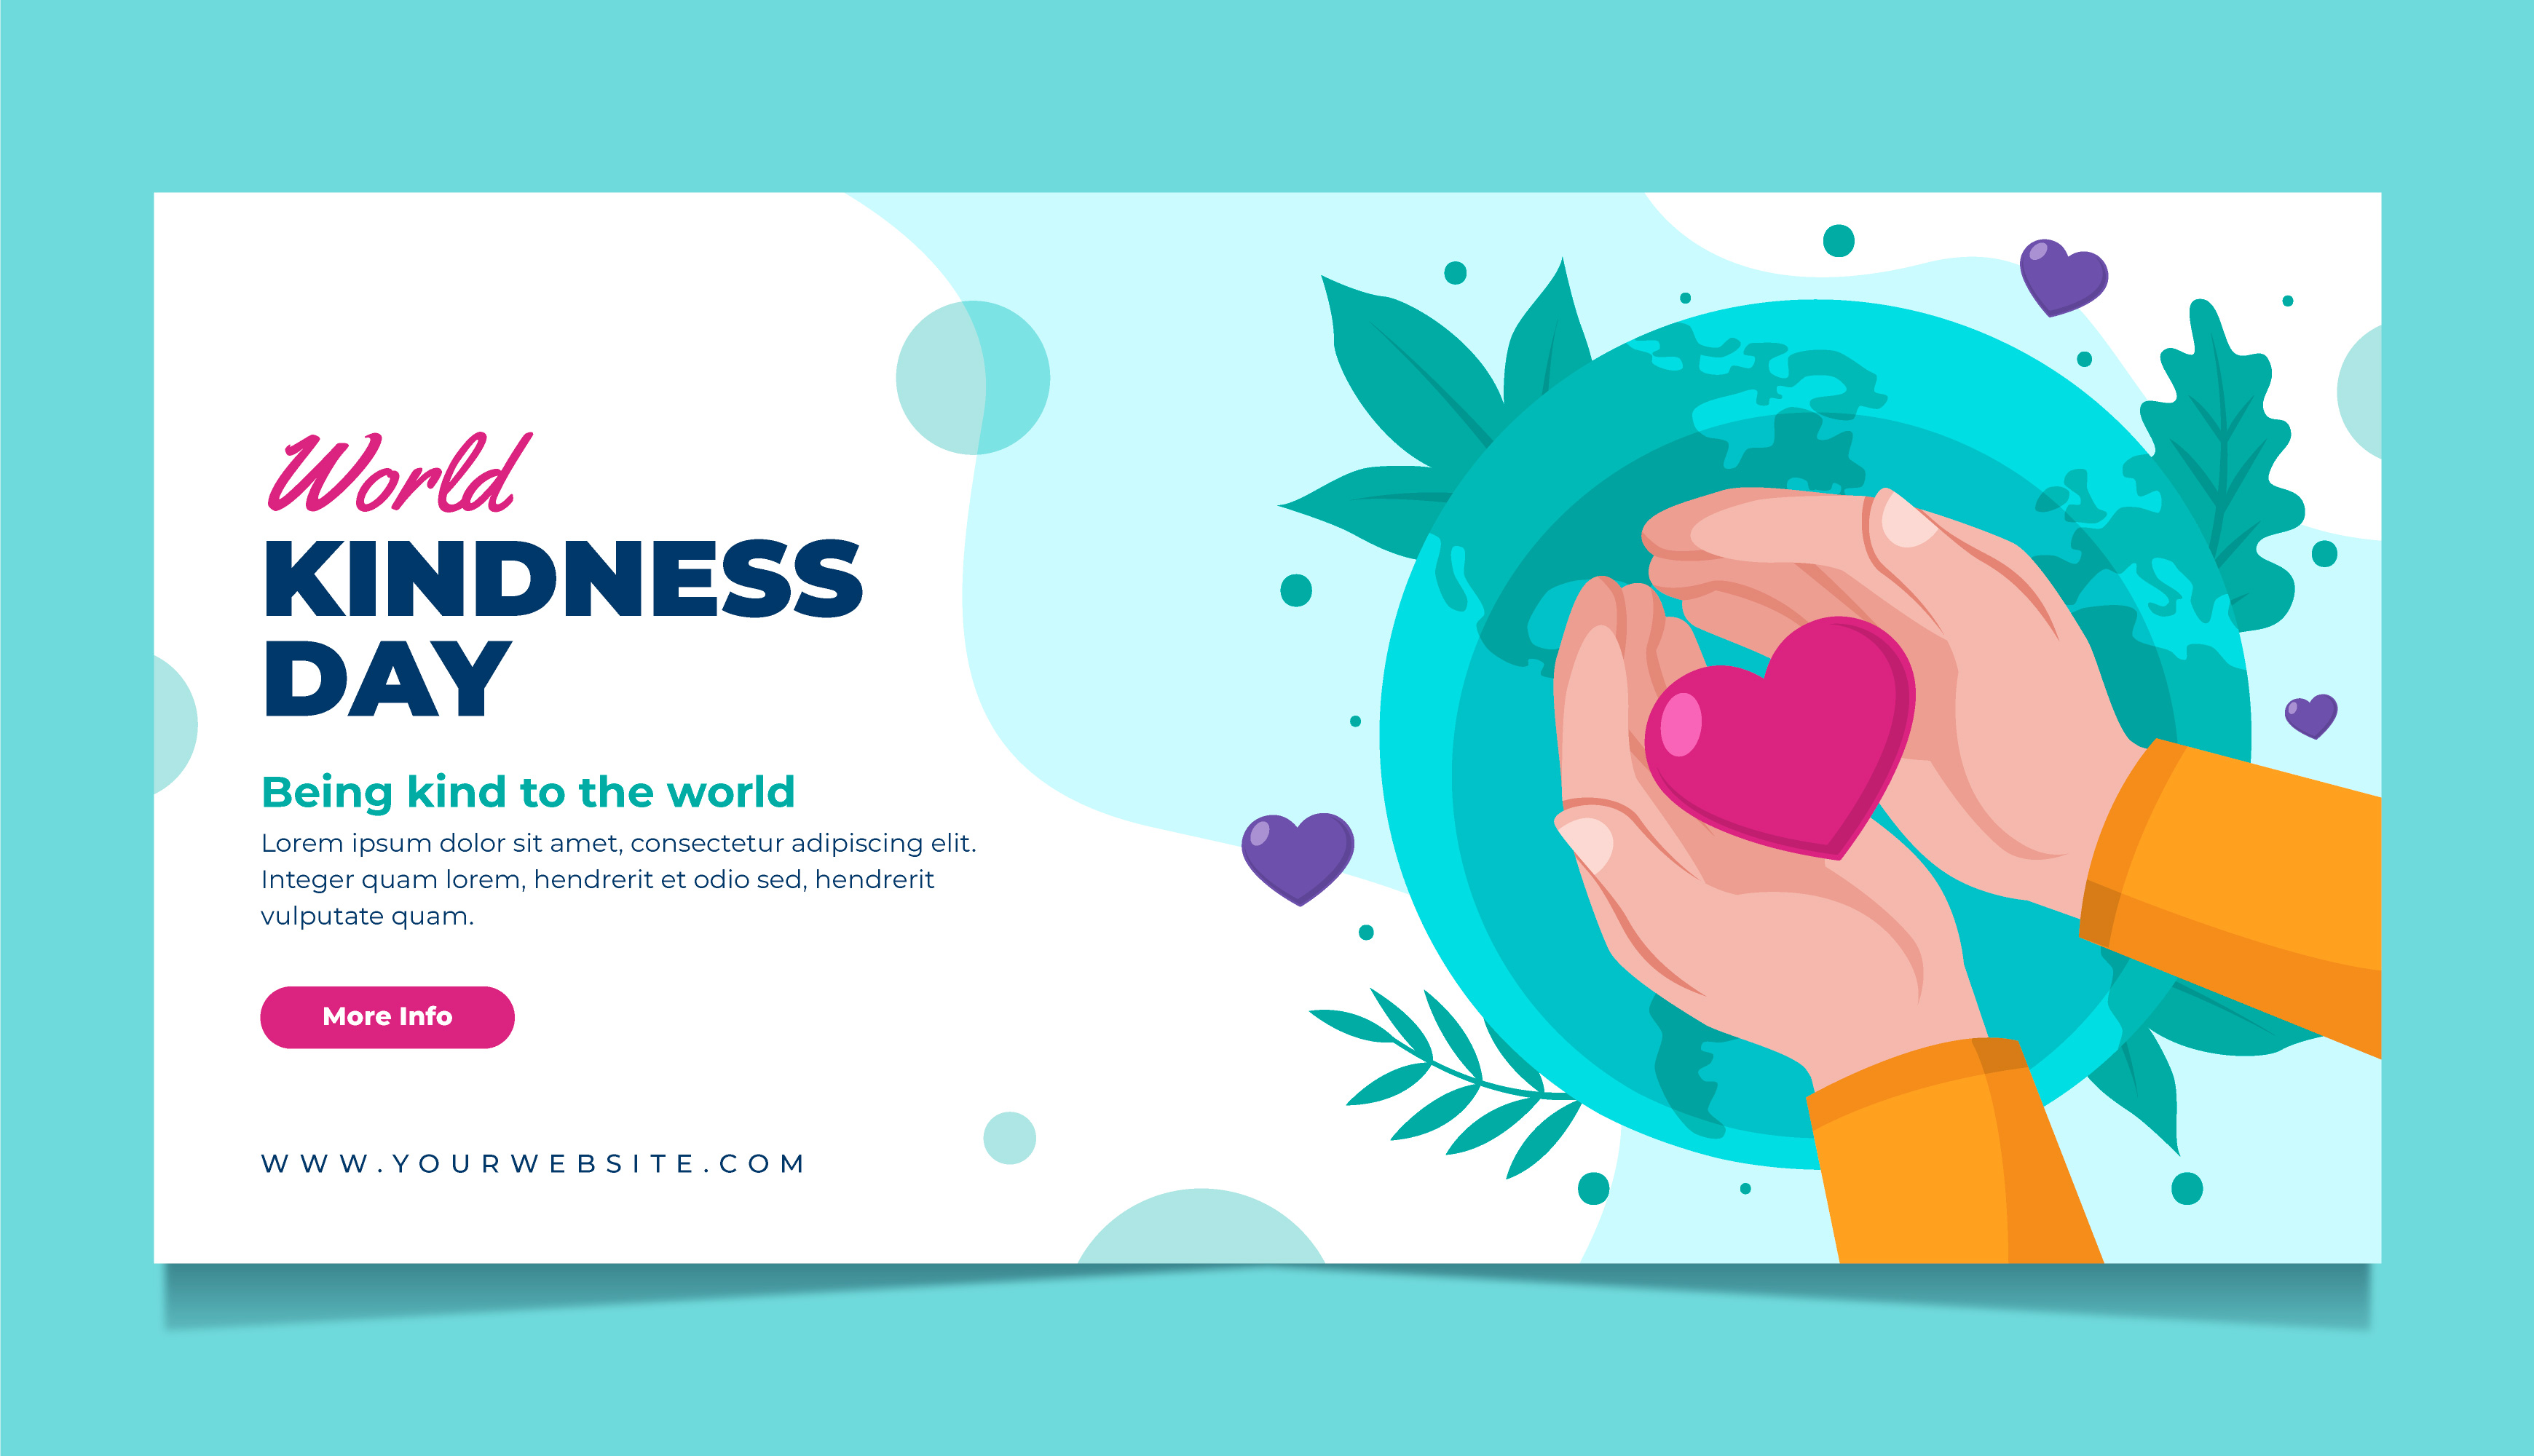 World
KINDNESS
DAY
Being kind to the world
Lorem ipsum dolor sit amet, consectetur adipiscing elit.
Integer quam lorem, hendrerit et odio sed, hendrerit
vulputate quam.
More Info
WWW.YOURWEBSITE.COM